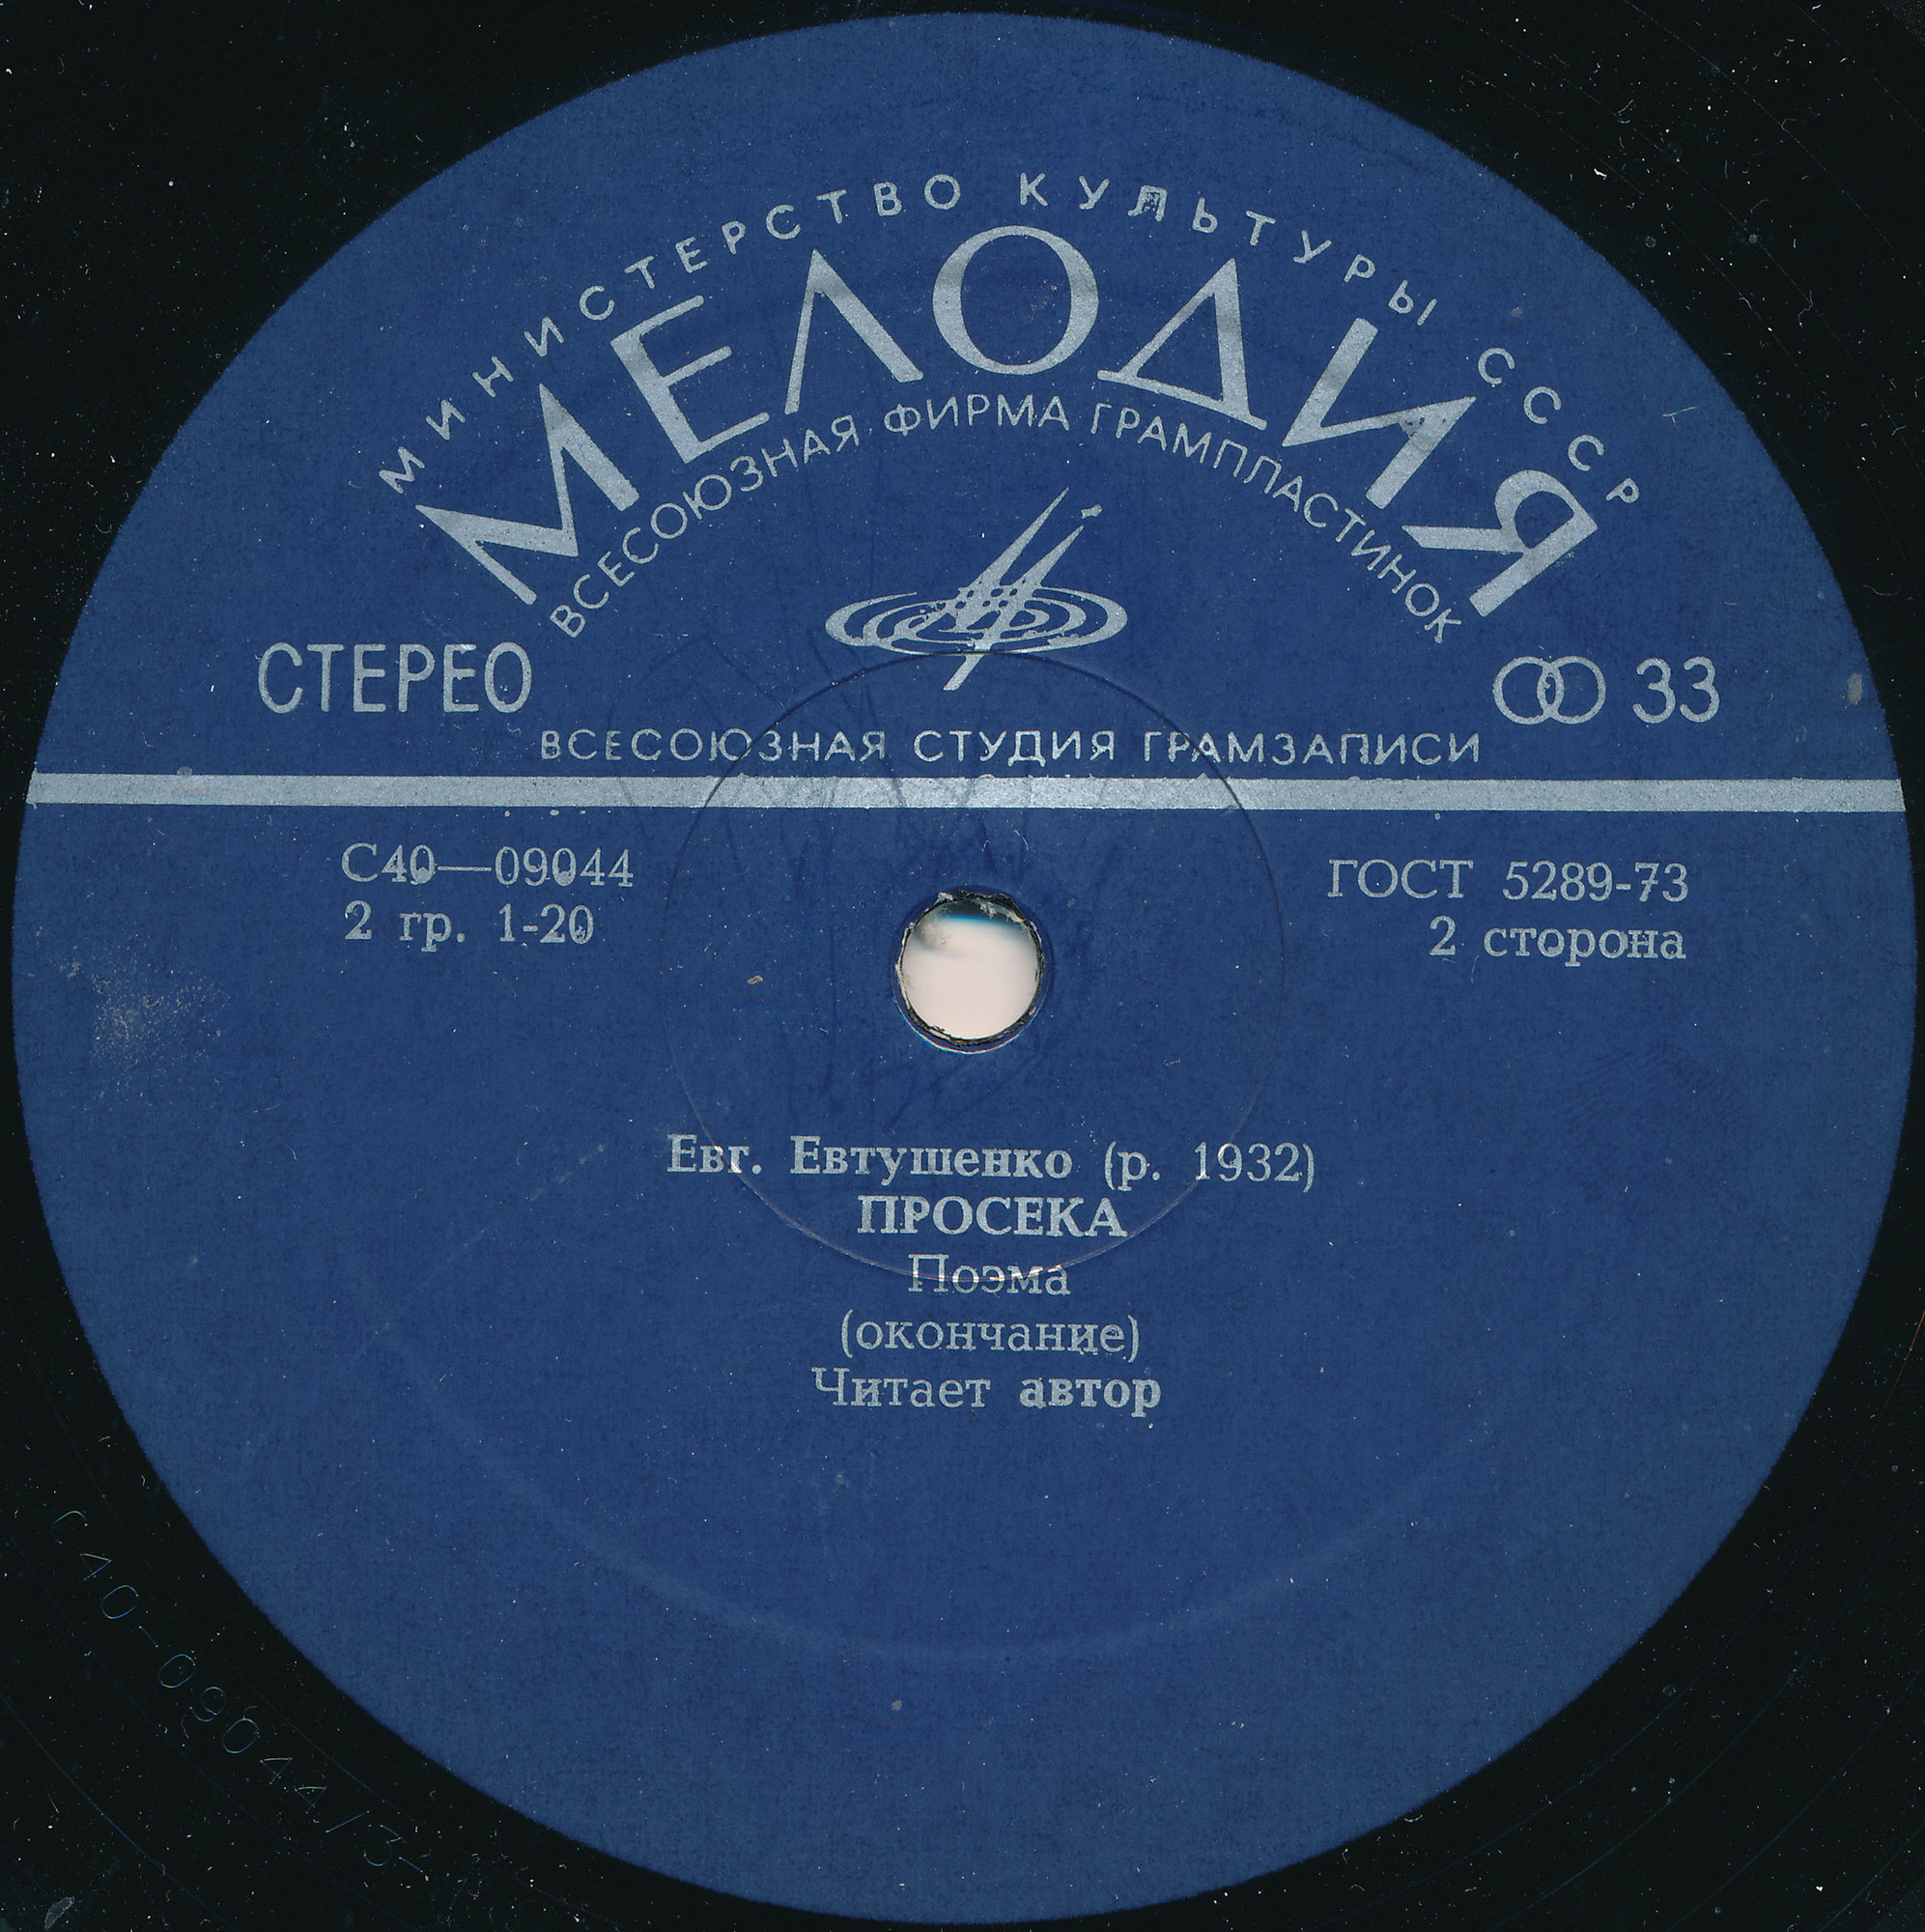 МИНИСТЕРСТВО КУЛЬТУРЫ СССР
МЕЛОДИЯ
ВСЕСОЮЗНАЯ ФИРМА ГРАМПЛАСТИНОК
СТЕРЕО
33
ВСЕСОЮЗНАЯ СТУДИЯ ГРАМЗАПИСИ
С40—09044
2 гр. 1-20
ГОСТ 5289-73
2 сторона
Евг. Евтушенко (р. 1932)
ПРОСЕКА
Поэма
(окончание)
Читает автор
С40-09044/3-